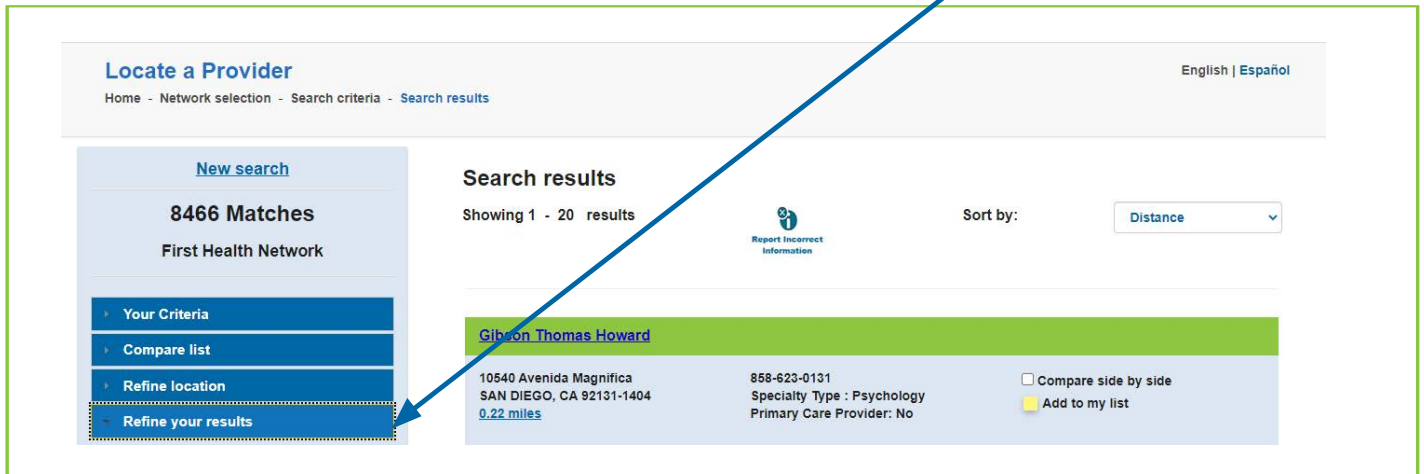 Locate a Provider
English | Español
Home - Network selection - Search criteria - Search results
New search
8466 Matches
First Health Network
Your Criteria
Compare list
Refine location
Refine your results
Search results
Showing 1 - 20 results
Report Incorrect
Information
Sort by:
Distance
Gibson Thomas Howard
10540 Avenida Magnifica
SAN DIEGO, CA 92131-1404
0.22 miles
858-623-0131
Specialty Type : Psychology
Primary Care Provider: No
Compare side by side
Add to my list